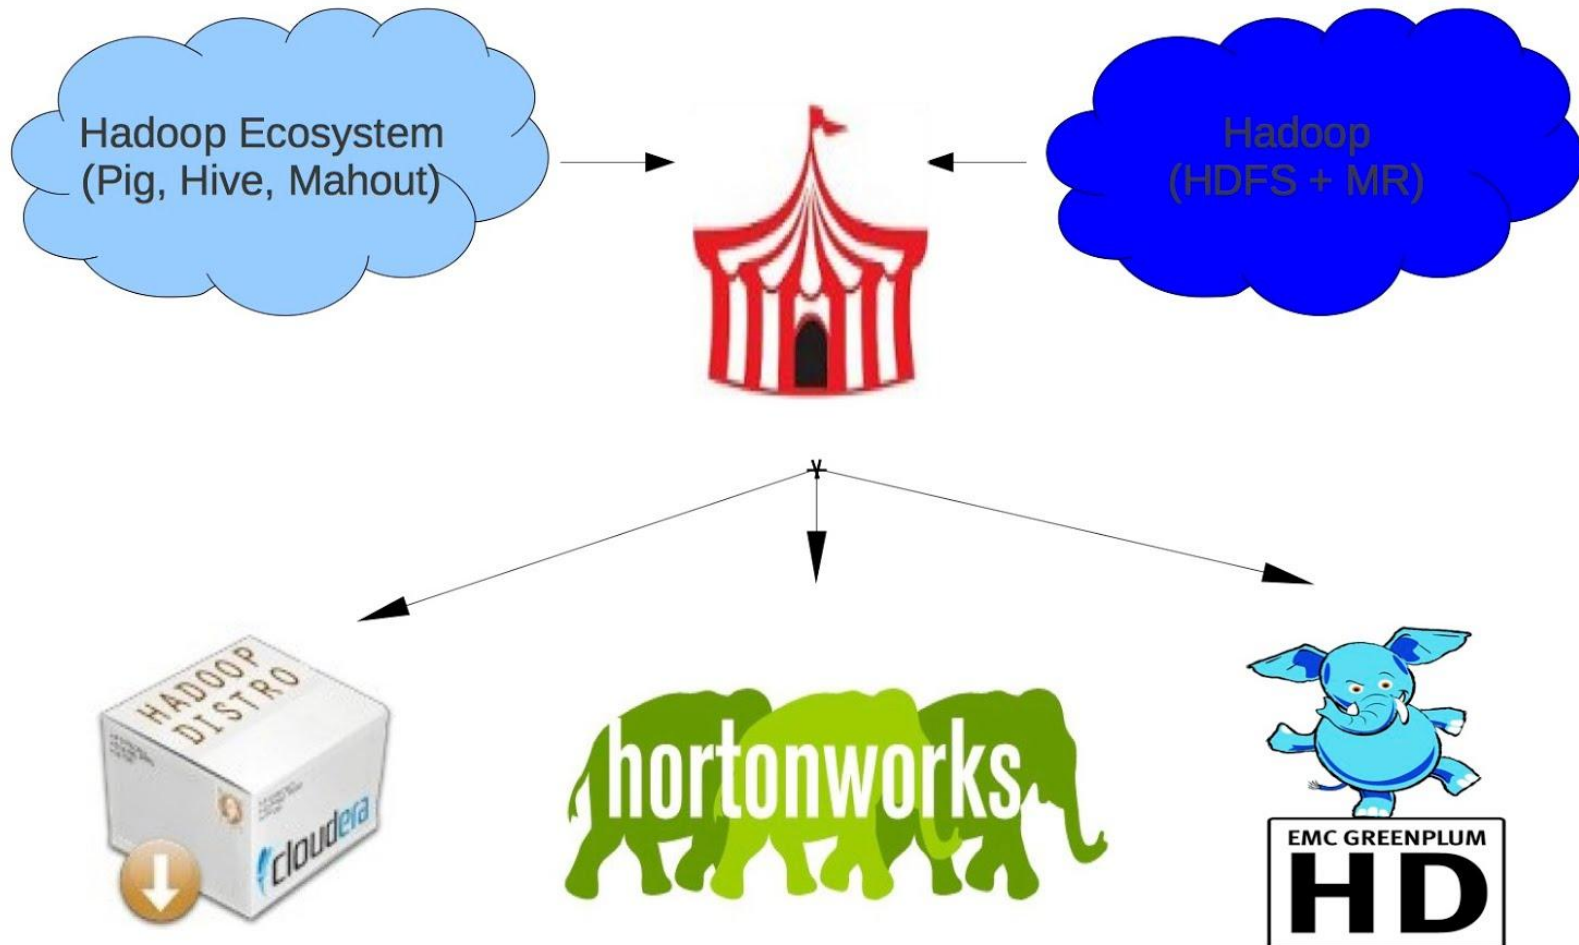 Hadoop Ecosystem
(Pig, Hive, Mahout)
Hadoop
(HDFS + MR)
HADOOP
DISTRO
cloudera
hortonworks
EMC GREENPLUM
HD